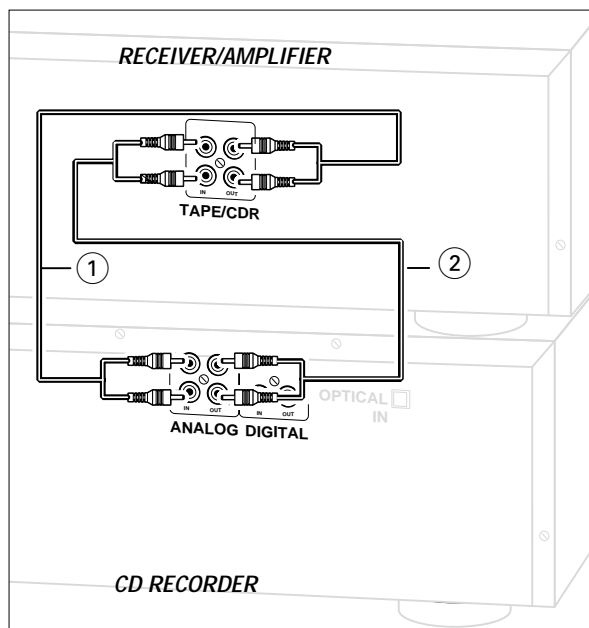 RECEIVER/AMPLIFIER
IN OUT
TAPE/CDR
1
2
OPTICAL
IN
IN OUT IN OUT
ANALOG DIGITAL
CD RECORDER